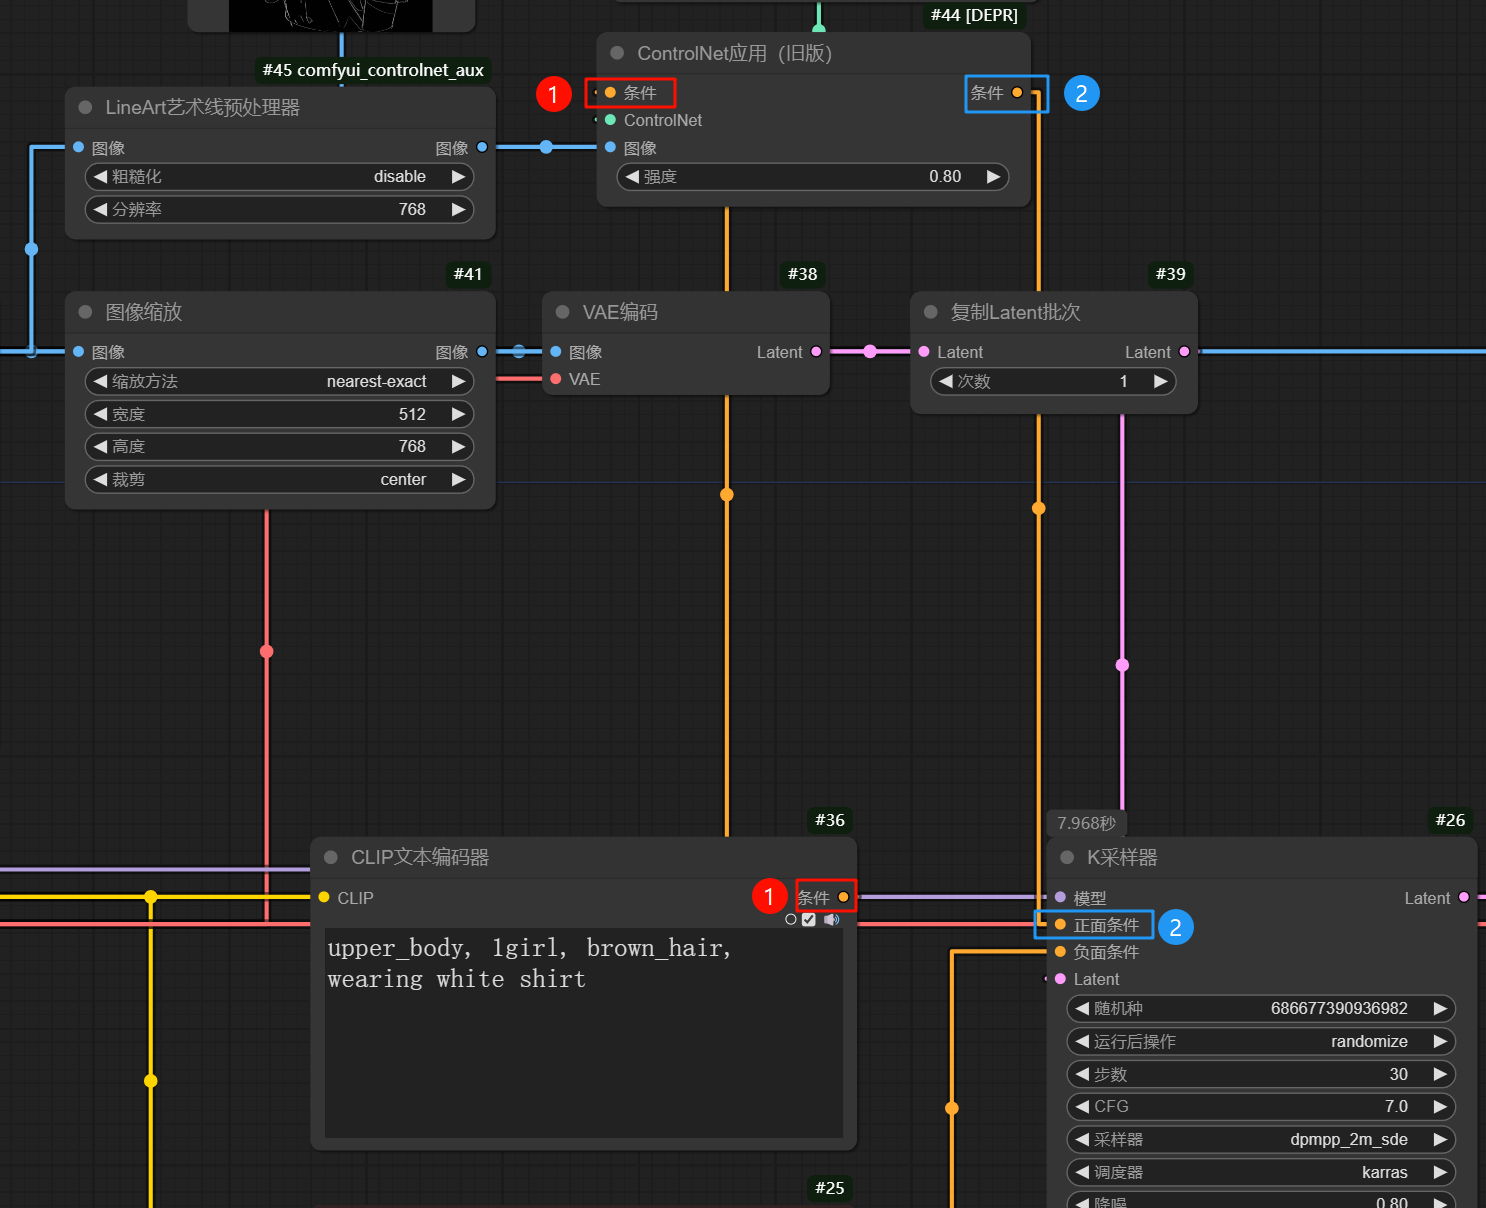 #44 [DEPR]
ControlNet应用（旧版）
1
条件
条件
2
ControlNet
图像
强度
0.80
#45 comfyui_controlnet_aux
LineArt艺术线预处理器
图像
图像
粗糙化
disable
分辨率
768
#41
图像缩放
图像
图像
缩放方法
nearest-exact
宽度
512
高度
768
裁剪
center
#38
VAE编码
图像
Latent
VAE
#39
复制Latent批次
Latent
Latent
次数
1
#36
CLIP文本编码器
CLIP
1
条件
upper_body, 1girl, brown_hair,
wearing white shirt
#25
7.968秒
#26
K采样器
模型
Latent
正面条件
2
负面条件
Latent
随机种
686677390936982
运行后操作
randomize
步数
30
CFG
7.0
采样器
dpmpp_2m_sde
调度器
karras
降噪
0.80